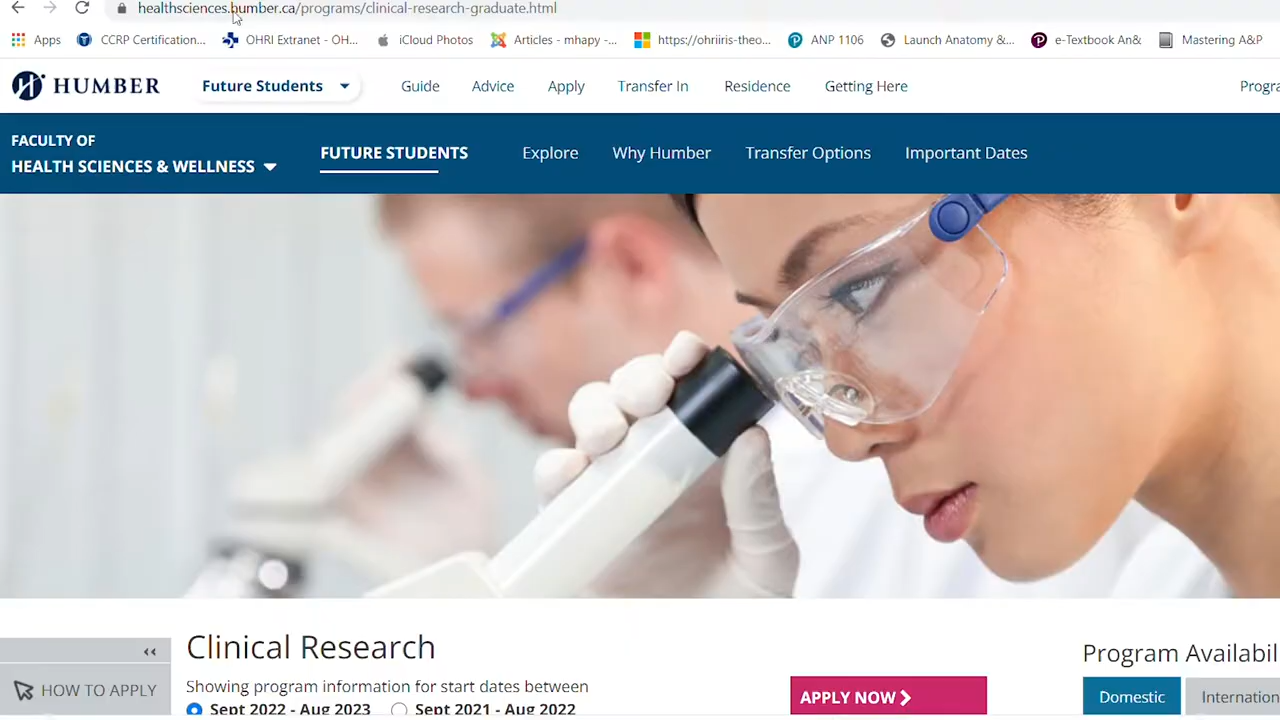 healthsciences.humber.ca/programs/clinical-research-graduate.html
Apps CCRP Certification... OHRI Extranet - OH... iCloud Photos Articles - mhapy -... https://ohriris-theo... ANP 1106 Launch Anatomy &... e-Textbook An& Mastering A&P
HUMBER Future Students Guide Advice Apply Transfer In Residence Getting Here Progra
FACULTY OF
HEALTH SCIENCES & WELLNESS FUTURE STUDENTS Explore Why Humber Transfer Options Important Dates
Clinical Research
Program Availabil
HOW TO APPLY
Showing program information for start dates between
Sept 2022 - Aug 2023 Sept 2021 - Aug 2022
APPLY NOW
Domestic Internation